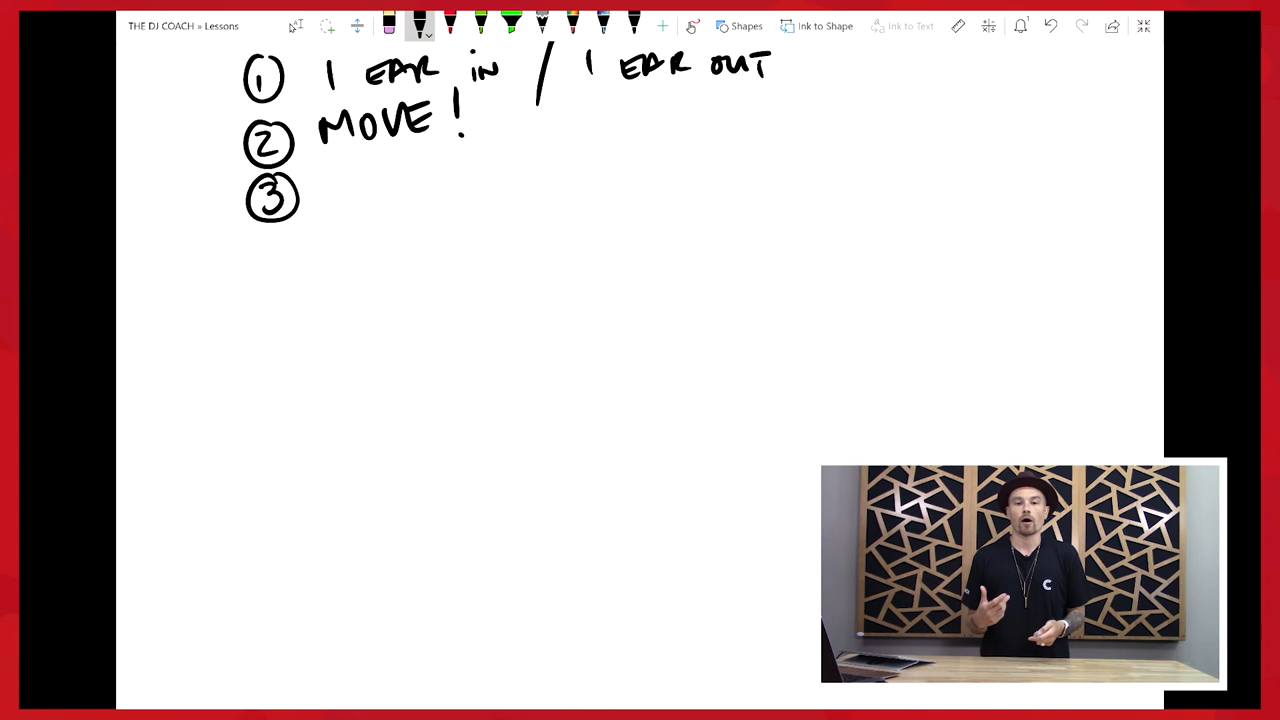 THE DJ COACH » Lessons
Shapes
Ink to Shape
Ink to Text
1 1 EAR IN / 1 EAR OUT
2 MOVE!
3
C